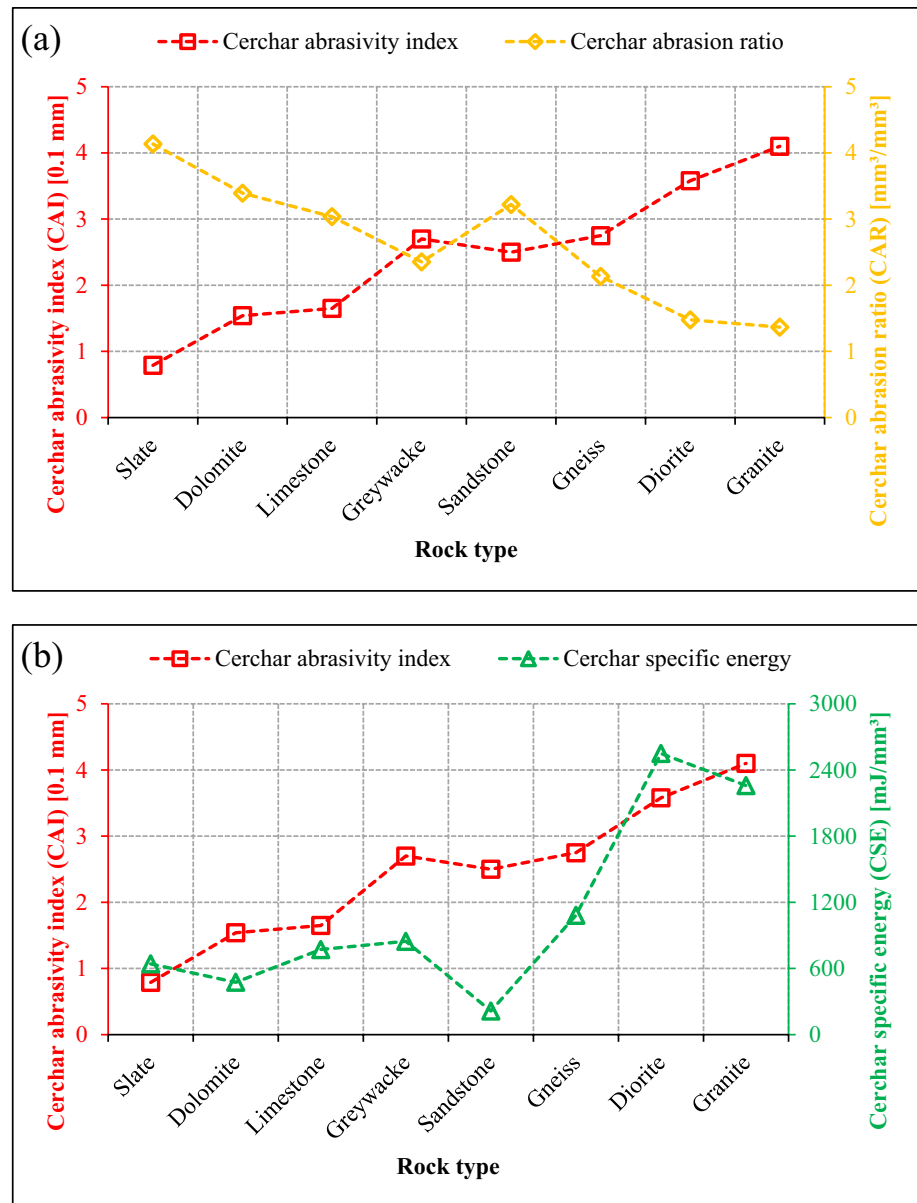 (a)
Cerchar abrasivity index
Cerchar abrasion ratio
Cerchar abrasivity index (CAI) [0.1 mm]
5
4
3
2
1
0
5
4
3
2
1
0
Cerchar abrasion ratio (CAR) [mm³/mm³]
Slate
Dolomite
Limestone
Greywacke
Sandstone
Gneiss
Diorite
Granite
Rock type
(b)
Cerchar abrasivity index
Cerchar specific energy
Cerchar abrasivity index (CAI) [0.1 mm]
5
4
3
2
1
0
3000
2400
1800
1200
600
0
Cerchar specific energy (CSE) [mJ/mm³]
Slate
Dolomite
Limestone
Greywacke
Sandstone
Gneiss
Diorite
Granite
Rock type